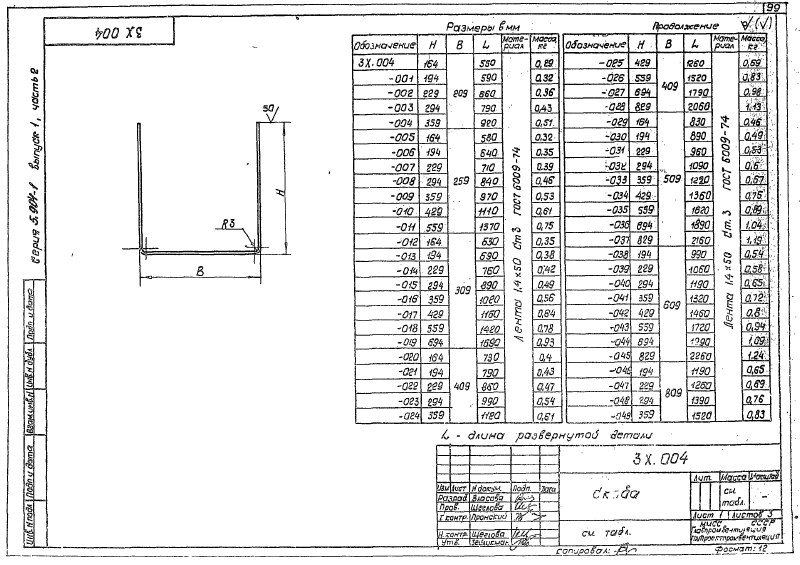 199
3Х 004
Серия 5.904-1 выпуск 1, часть 2
Размеры в мм
Продолжение
Обозначение H B L Материал Масса, кг
3Х.004 164 209 530 Лента 1,4×50 Ст.3 ГОСТ 6009-74 0,29
-001 194 590 0,32
-002 229 660 0,36
-003 294 790 0,43
-004 359 920 0,51
-005 164 259 580 0,32
-006 194 640 0,35
-007 229 710 0,39
-008 294 840 0,46
-009 359 970 0,53
-010 429 1110 0,61
-011 559 1370 0,75
-012 164 309 630 0,35
-013 194 690 0,38
-014 229 760 0,42
-015 294 890 0,49
-016 359 1020 0,56
-017 429 1160 0,64
-018 559 1420 0,78
-019 694 1690 0,93
-020 164 409 730 0,4
-021 194 790 0,43
-022 229 860 0,47
-023 294 990 0,54
-024 359 1120 0,61
Обозначение H B L Материал Масса, кг
-025 429 409 1260 Лента 1,4×50 Ст.3 ГОСТ 6009-74 0,69
-026 559 1520 0,83
-027 694 1790 0,98
-028 829 2060 1,13
-029 164 509 830 0,46
-030 194 890 0,49
-031 229 960 0,53
-032 294 1090 0,6
-033 359 1220 0,67
-034 429 1360 0,75
-035 559 1620 0,89
-036 694 1890 1,04
-037 829 2160 1,19
-038 194 609 990 0,54
-039 229 1060 0,58
-040 294 1190 0,65
-041 359 1320 0,72
-042 429 1460 0,8
-043 559 1720 0,94
-044 694 1990 1,09
-045 829 2260 1,24
-046 194 809 1190 0,65
-047 229 1260 0,69
-048 294 1390 0,76
-049 359 1520 0,83
50
H
R3
B
L - длина развернутой детали
3Х.004
Скоба
Лит. Масса Масштаб
см. табл. -
Лист 1 Листов 3
Изм Лист N докум. Подп. Дата
Разраб Власова
Пров. Щеглова
Т.контр. Пронский
Н.контр. Щеглова
Утв.
см табл.
ММСС СССР
Гипропромвентиляция
Копировал:
Формат: 12
Инв N подл
Подп и дата
Взам.инв.N
Инв N дубл.
Подп и дата